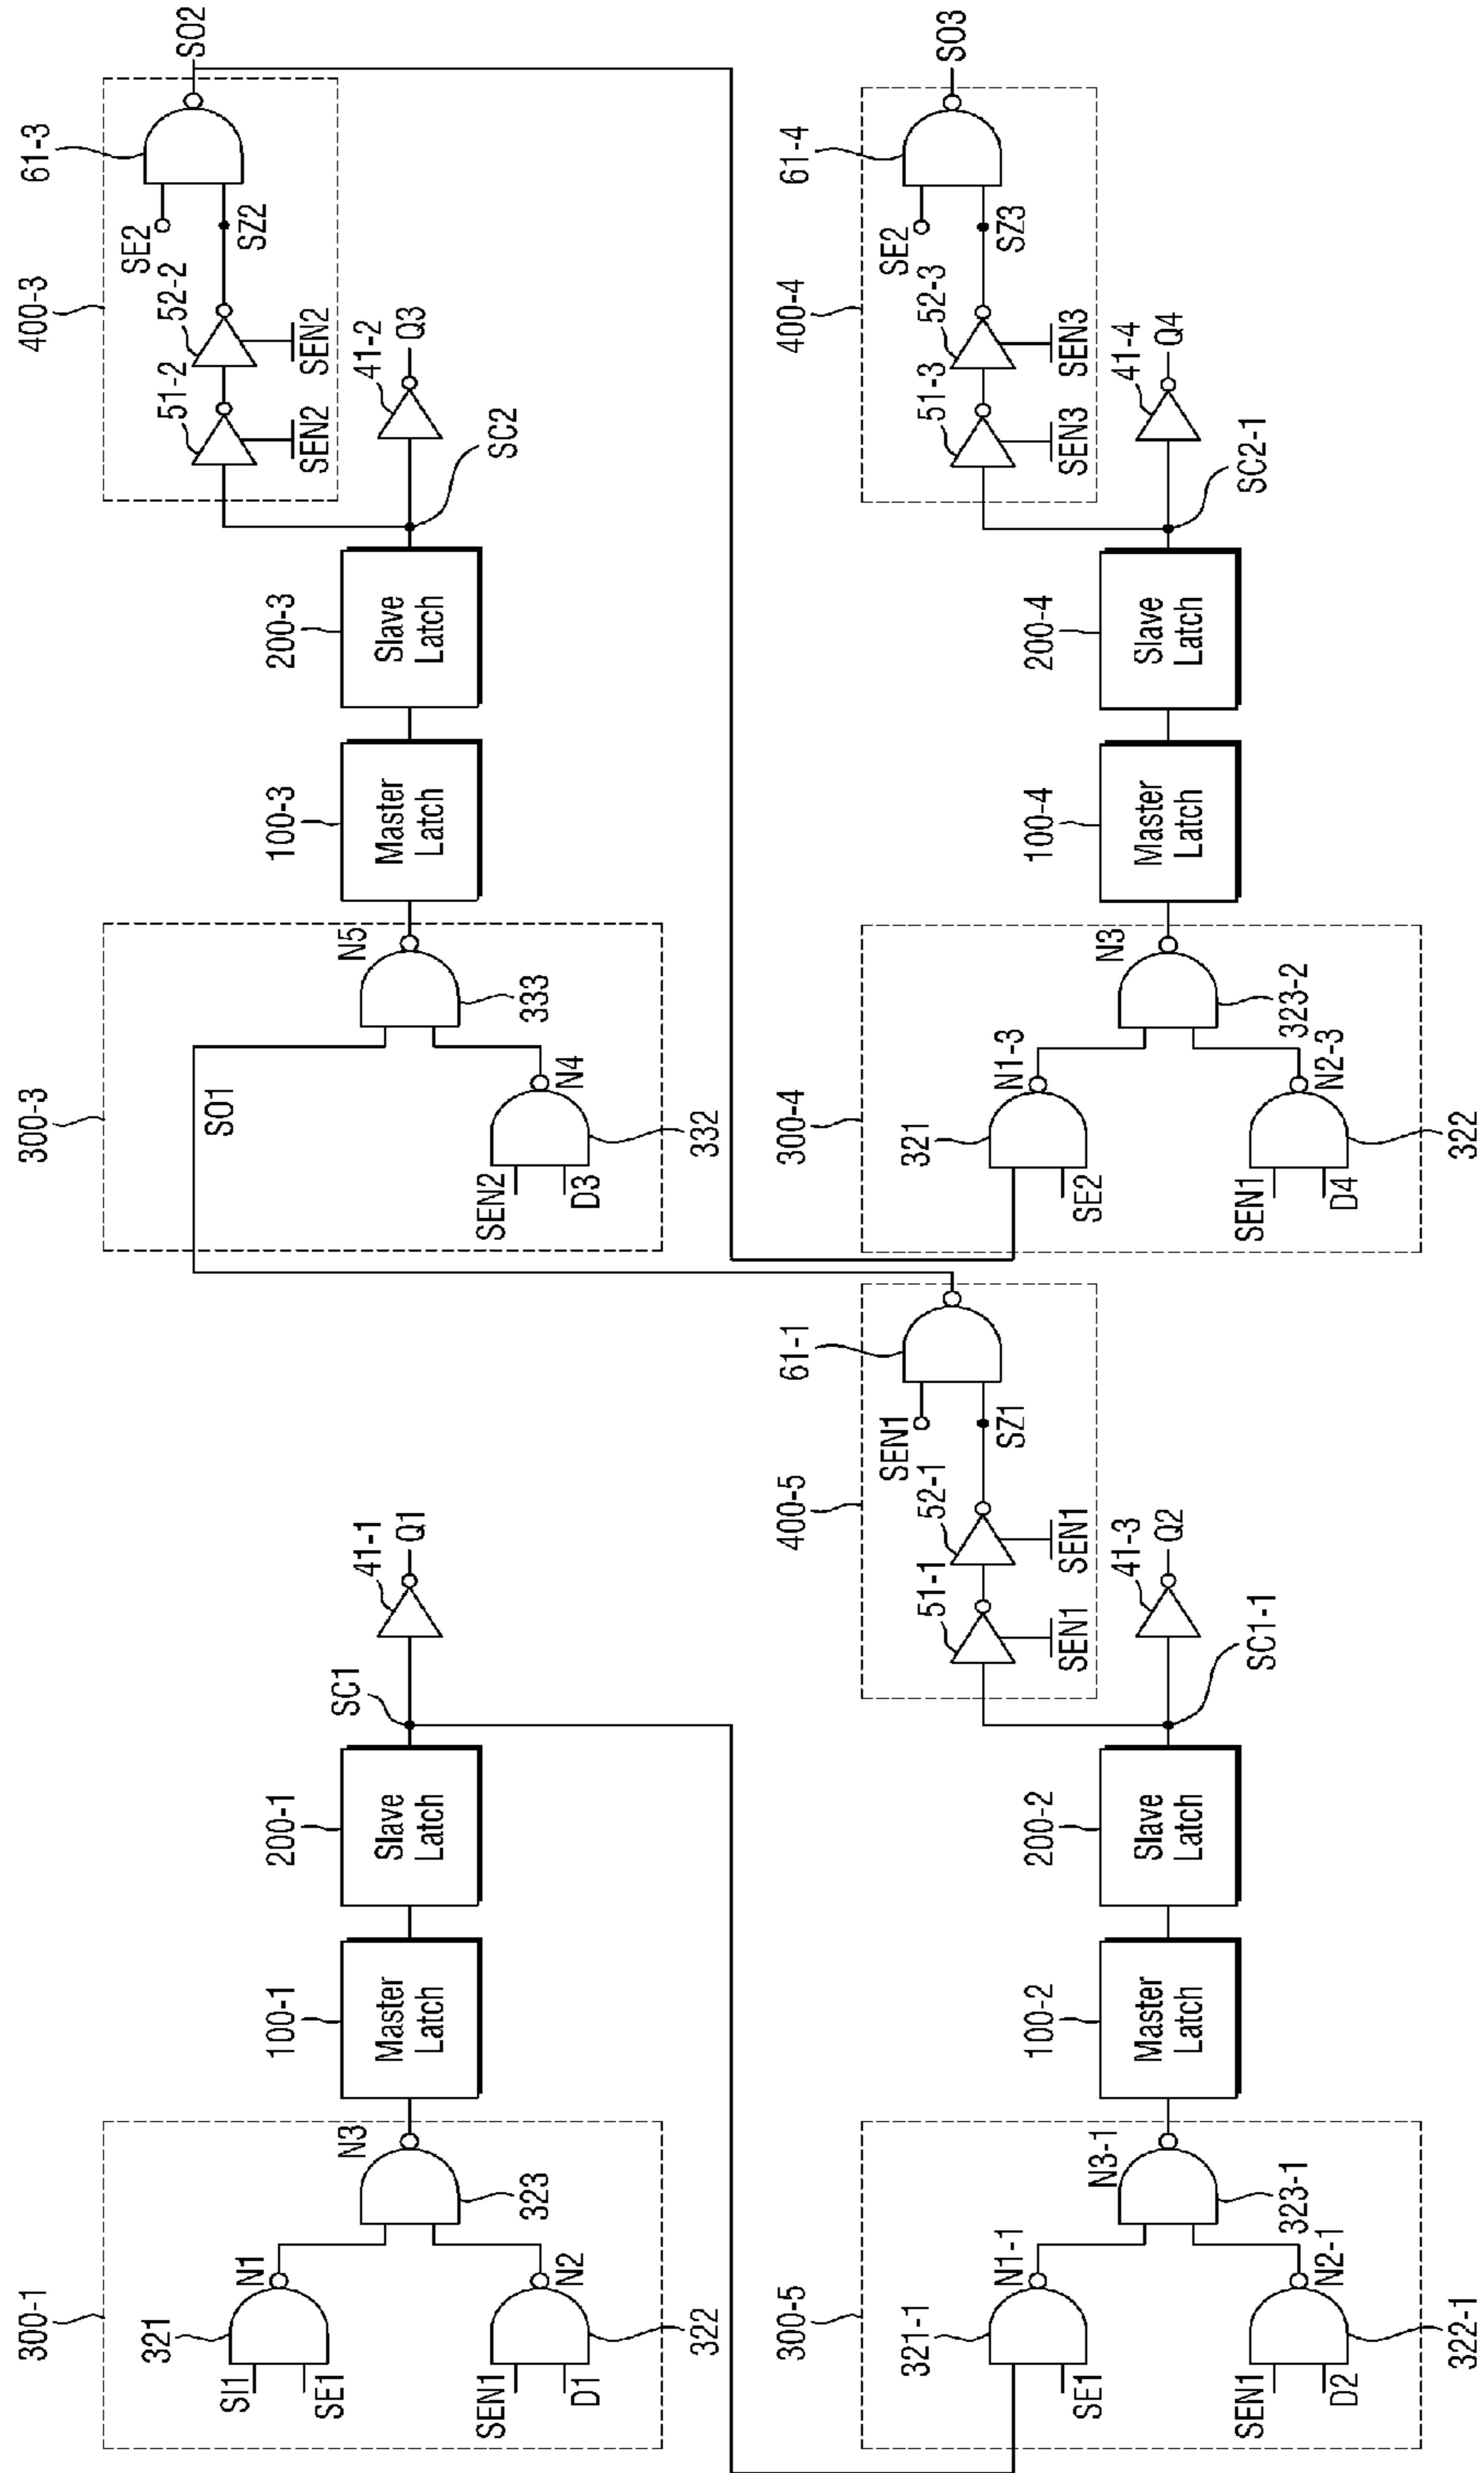 300-1
321
SI1
SE1
N1
SEN1
D1
322
N2
323
N3
100-1
Master
Latch
200-1
Slave
Latch
SC1
41-1
Q1
300-3
SO1
SEN2
D3
332
N4
333
N5
100-3
Master
Latch
200-3
Slave
Latch
SC2
41-2
Q3
400-3
51-2
SEN2
52-2
SEN2
SE2
SZ2
61-3
SO2
300-5
321-1
SE1
N1-1
SEN1
D2
322-1
N2-1
323-1
N3-1
100-2
Master
Latch
200-2
Slave
Latch
SC1-1
41-3
Q2
400-5
51-1
SEN1
52-1
SEN1
SEN1
SZ1
61-1
300-4
321
SE2
N1-3
SEN1
D4
322
N2-3
323-2
N3
100-4
Master
Latch
200-4
Slave
Latch
SC2-1
41-4
Q4
400-4
51-3
SEN3
52-3
SEN3
SE2
SZ3
61-4
SO3